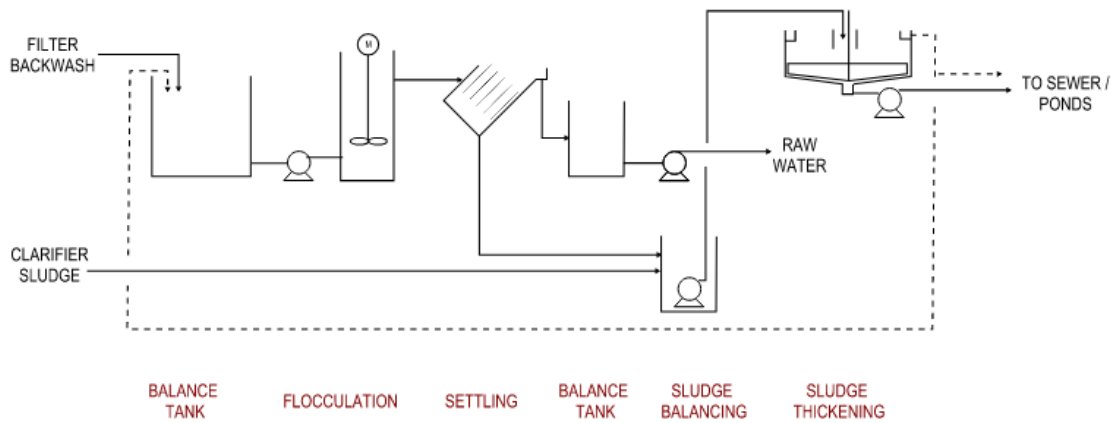 FILTER
BACKWASH
M
TO SEWER /
PONDS
RAW
WATER
CLARIFIER
SLUDGE
BALANCE
TANK
FLOCCULATION
SETTLING
BALANCE
TANK
SLUDGE
BALANCING
SLUDGE
THICKENING